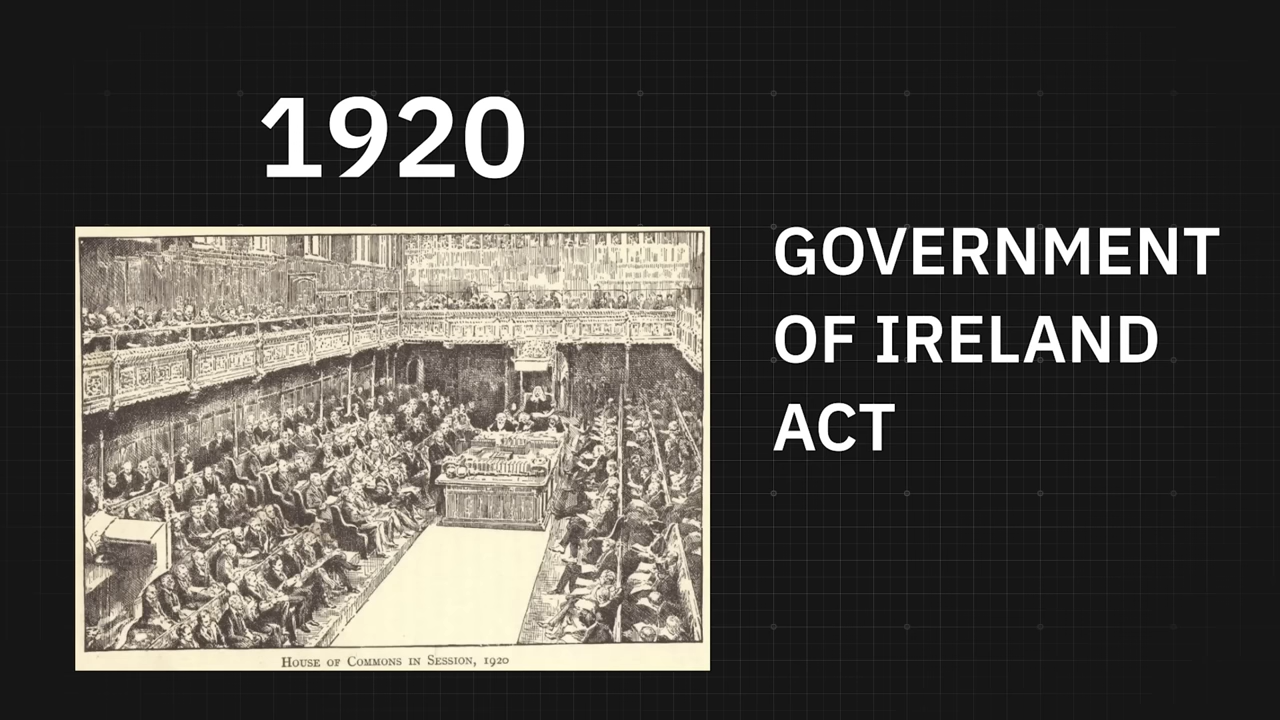 1920
GOVERNMENT
OF IRELAND
ACT
HOUSE OF COMMONS IN SESSION, 1920